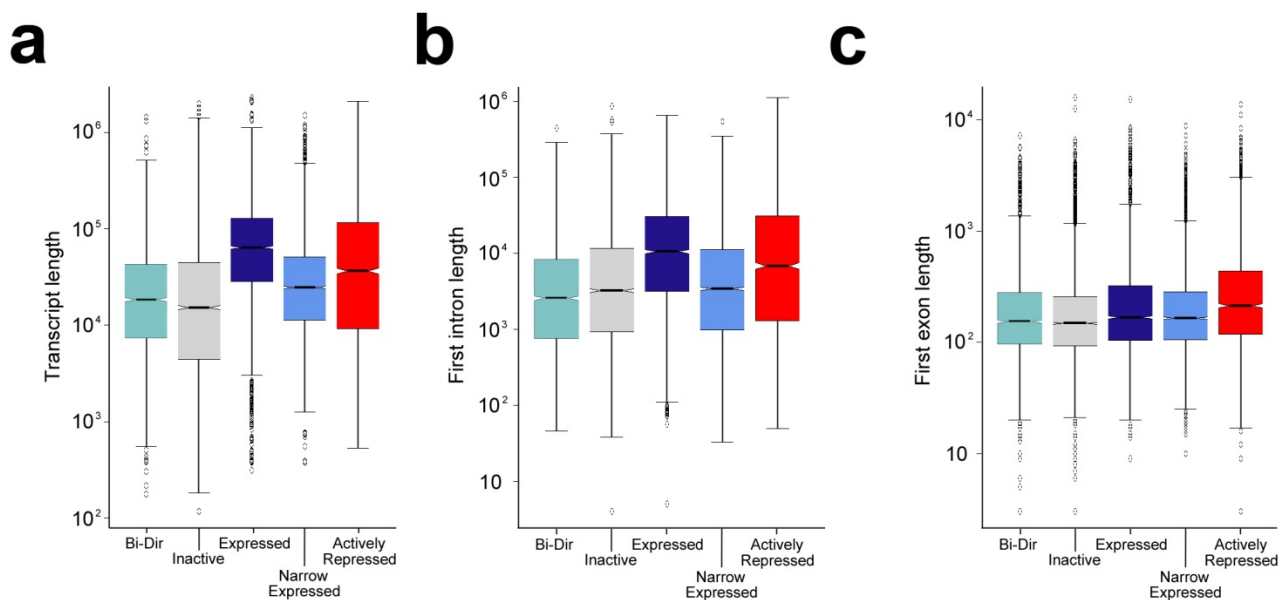 a
b
c
Transcript length
10^6
10^5
10^4
10^3
10^2
Bi-Dir
Inactive
Expressed
Narrow
Expressed
Actively
Repressed
First intron length
10^6
10^5
10^4
10^3
10^2
10
Bi-Dir
Inactive
Expressed
Narrow
Expressed
Actively
Repressed
First exon length
10^4
10^3
10^2
10
Bi-Dir
Inactive
Expressed
Narrow
Expressed
Actively
Repressed